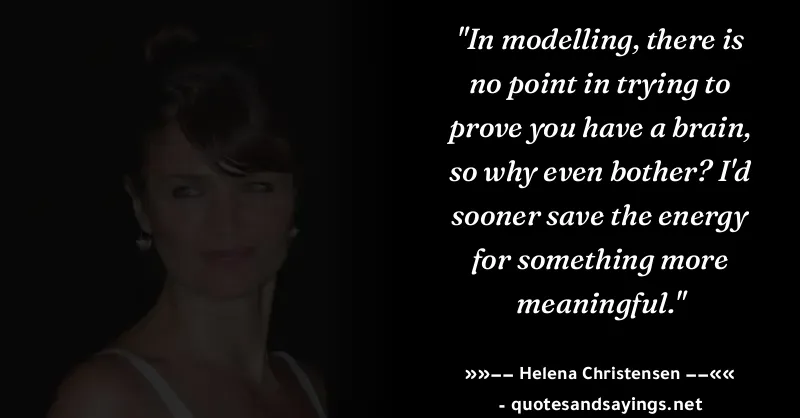 "In modelling, there is
no point in trying to
prove you have a brain,
so why even bother? I'd
sooner save the energy
for something more
meaningful."
»»–– Helena Christensen ––««
- quotesandsayings.net